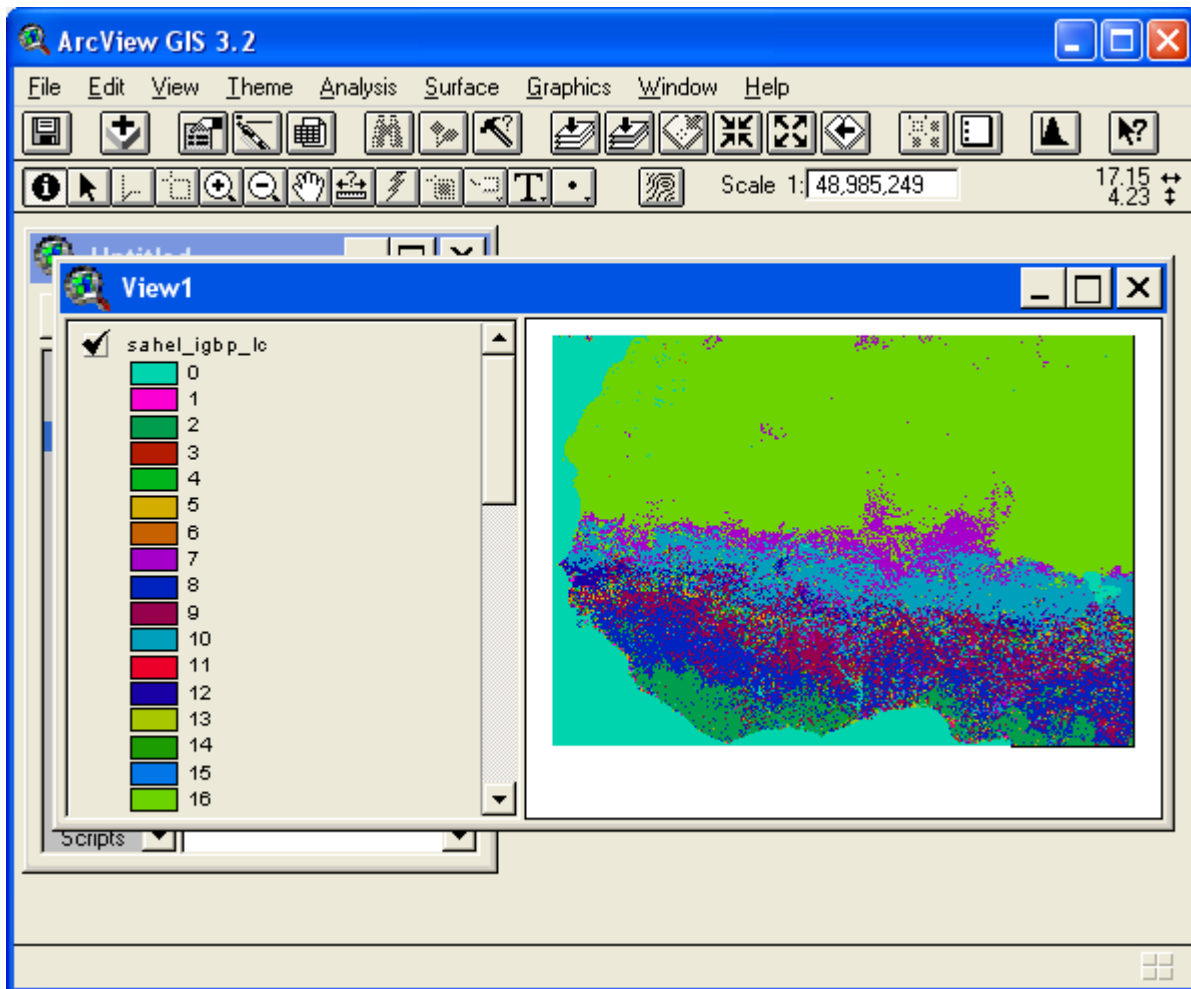 ArcView GIS 3.2
File Edit View Theme Analysis Surface Graphics Window Help
Scale 1: 48,985,249
17.15
4.23
Untitled
View1
sahel_igbp_lc
0
1
2
3
4
5
6
7
8
9
10
11
12
13
14
15
16
Scripts